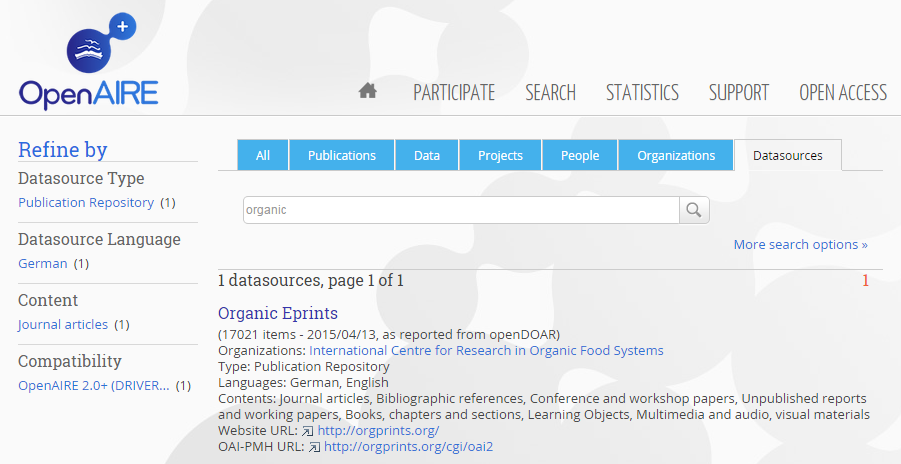 OpenAIRE
PARTICIPATE SEARCH STATISTICS SUPPORT OPEN ACCESS
Refine by
Datasource Type
Publication Repository (1)
Datasource Language
German (1)
Content
Journal articles (1)
Compatibility
OpenAIRE 2.0+ (DRIVER... (1)
All Publications Data Projects People Organizations Datasources
organic
More search options »
1 datasources, page 1 of 1 1
Organic Eprints
(17021 items - 2015/04/13, as reported from openDOAR)
Organizations: International Centre for Research in Organic Food Systems
Type: Publication Repository
Languages: German, English
Contents: Journal articles, Bibliographic references, Conference and workshop papers, Unpublished reports
and working papers, Books, chapters and sections, Learning Objects, Multimedia and audio, visual materials
Website URL: http://orgprints.org/
OAI-PMH URL: http://orgprints.org/cgi/oai2